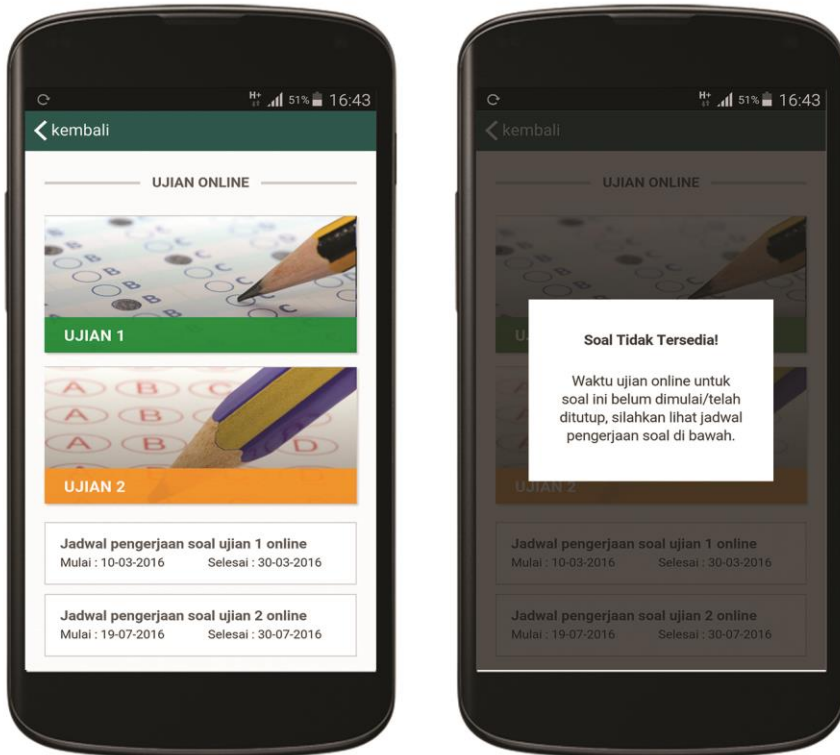 H+ 51% 16:43
kembali
UJIAN ONLINE
B B B C C
UJIAN 1
A B C
A B
A B D
UJIAN 2
Jadwal pengerjaan soal ujian 1 online
Mulai : 10-03-2016 Selesai : 30-03-2016
Jadwal pengerjaan soal ujian 2 online
Mulai : 19-07-2016 Selesai : 30-07-2016
H+ 51% 16:43
kembali
UJIAN ONLINE
Soal Tidak Tersedia!
Waktu ujian online untuk
soal ini belum dimulai/telah
ditutup, silahkan lihat jadwal
pengerjaan soal di bawah.
UJIAN 2
Jadwal pengerjaan soal ujian 1 online
Mulai : 10-03-2016 Selesai : 30-03-2016
Jadwal pengerjaan soal ujian 2 online
Mulai : 19-07-2016 Selesai : 30-07-2016